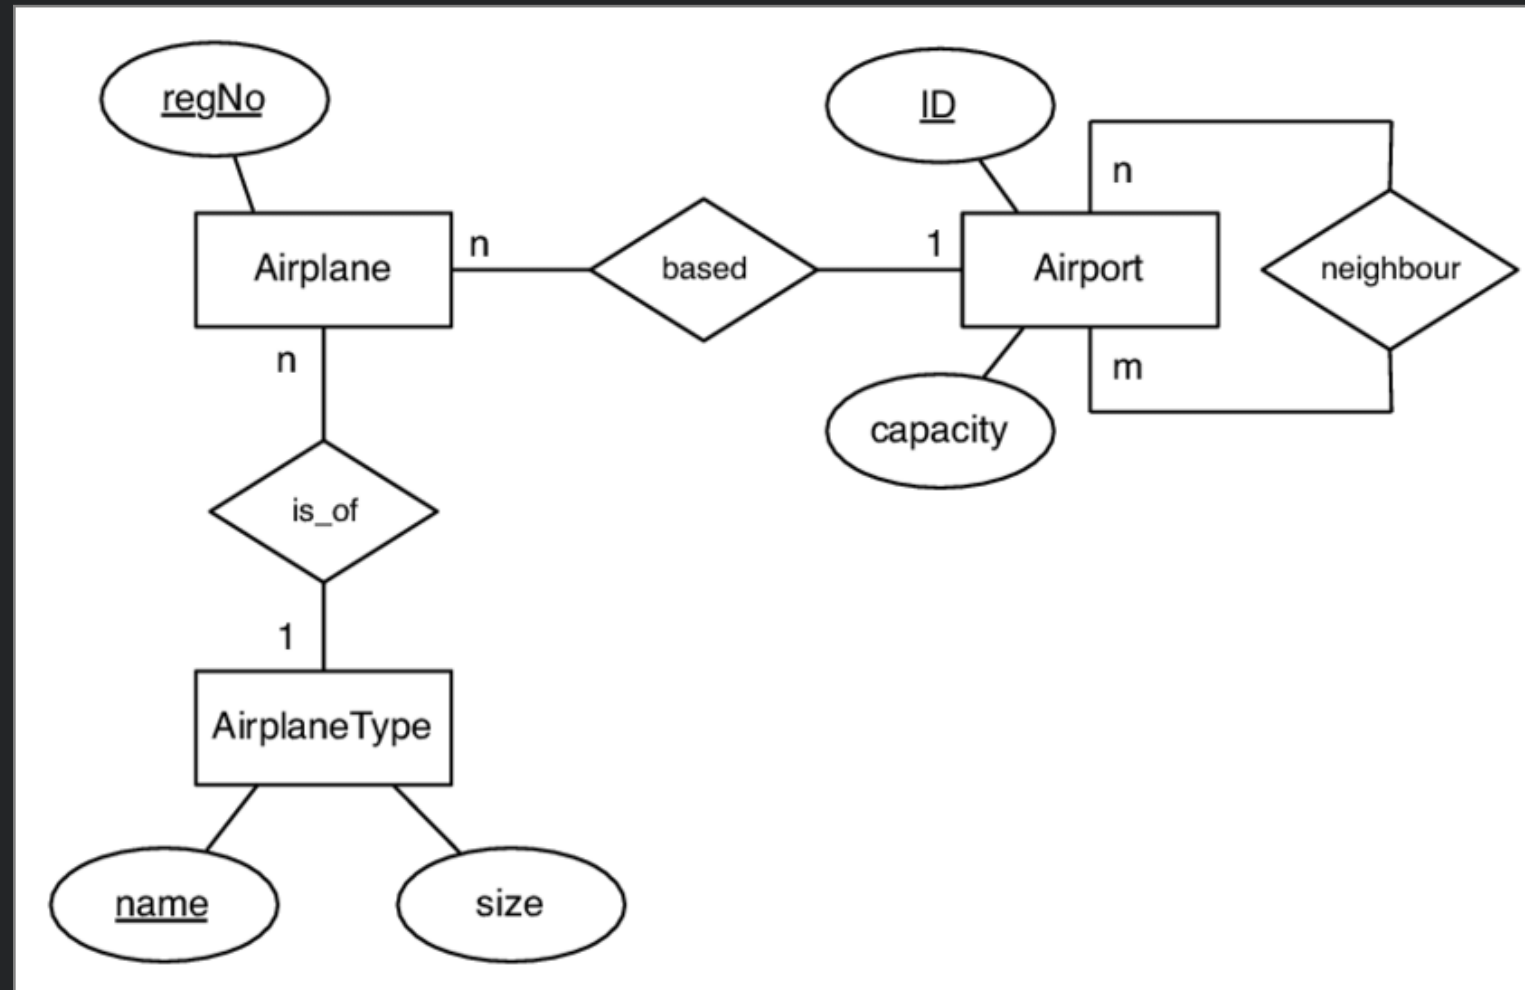 regNo
ID
n
Airplane
n
based
1
Airport
neighbour
n
m
capacity
is_of
1
AirplaneType
name
size